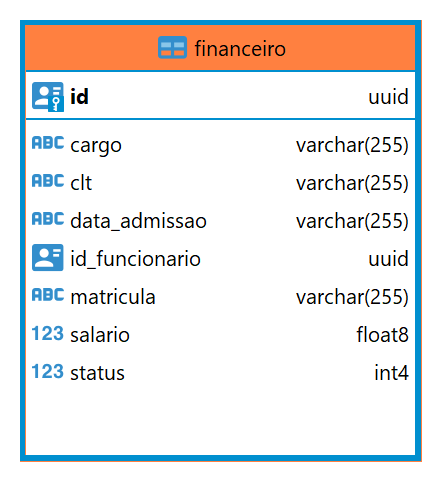 financeiro
id uuid
ABC cargo varchar(255)
ABC clt varchar(255)
ABC data_admissao varchar(255)
id_funcionario uuid
ABC matricula varchar(255)
123 salario float8
123 status int4